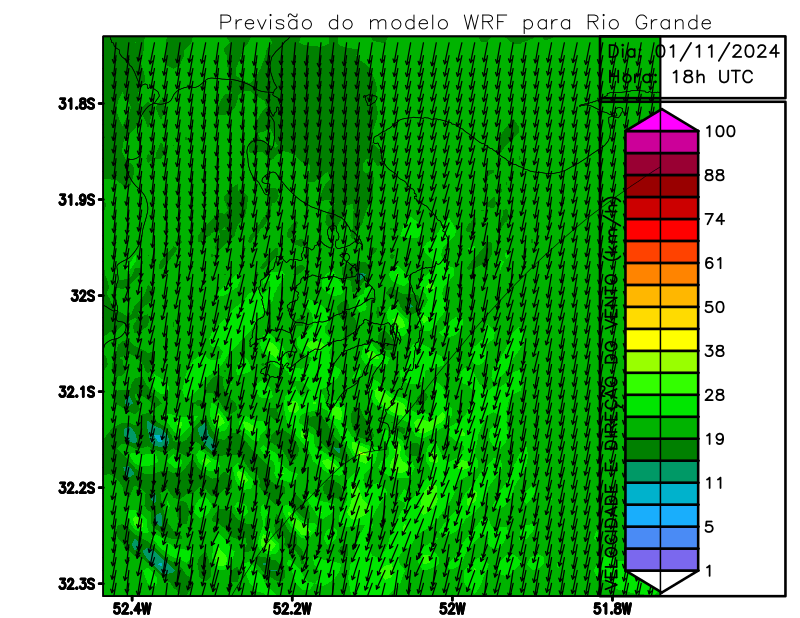 Previsão do modelo WRF para Rio Grande
Dia: 01/11/2024
Hora: 18h UTC
31.8S
31.9S
32S
32.1S
32.2S
32.3S
52.4W
52.2W
52W
51.8W
VELOCIDADE E DIREÇÃO DO VENTO (km/h)
100
88
74
61
50
38
28
19
11
5
1